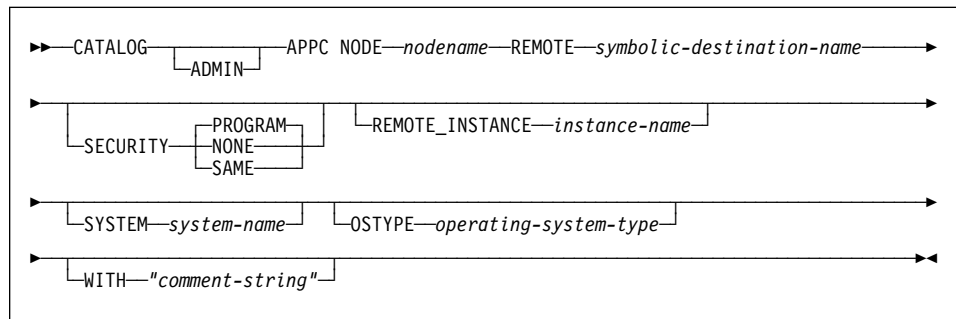 CATALOG APPC NODE nodename REMOTE symbolic-destination-name
ADMIN
PROGRAM REMOTE_INSTANCE instance-name
SECURITY NONE
SAME
SYSTEM system-name OSTYPE operating-system-type
WITH "comment-string"